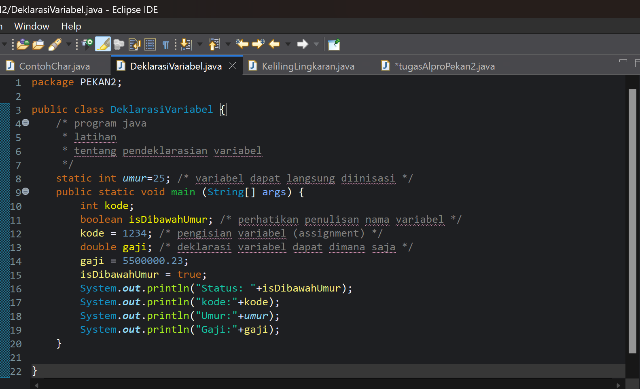 2/DeklarasiVariabel.java - Eclipse IDE
Window Help
ContohChar.java DeklarasiVariabel.java KelilingLingkaran.java *tugasAlproPekan2.java
1 package PEKAN2;
2
3 public class DeklarasiVariabel {
4 /* program java
5 * latihan
6 * tentang pendeklarasian variabel
7 */
8 static int umur=25; /* variabel dapat langsung diinisasi */
9 public static void main (String[] args) {
10 int kode;
11 boolean isDibawahUmur; /* perhatikan penulisan nama variabel */
12 kode = 1234; /* pengisian variabel (assignment) */
13 double gaji; /* deklarasi variabel dapat dimana saja */
14 gaji = 5500000.23;
15 isDibawahUmur = true;
16 System.out.println("Status: "+isDibawahUmur);
17 System.out.println("kode:"+kode);
18 System.out.println("Umur:"+umur);
19 System.out.println("Gaji:"+gaji);
20 }
21
22 }